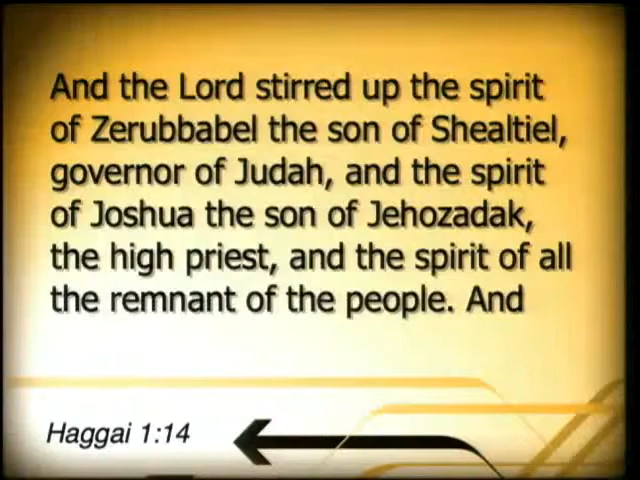 And the Lord stirred up the spirit
of Zerubbabel the son of Shealtiel,
governor of Judah, and the spirit
of Joshua the son of Jehozadak,
the high priest, and the spirit of all
the remnant of the people. And
Haggai 1:14